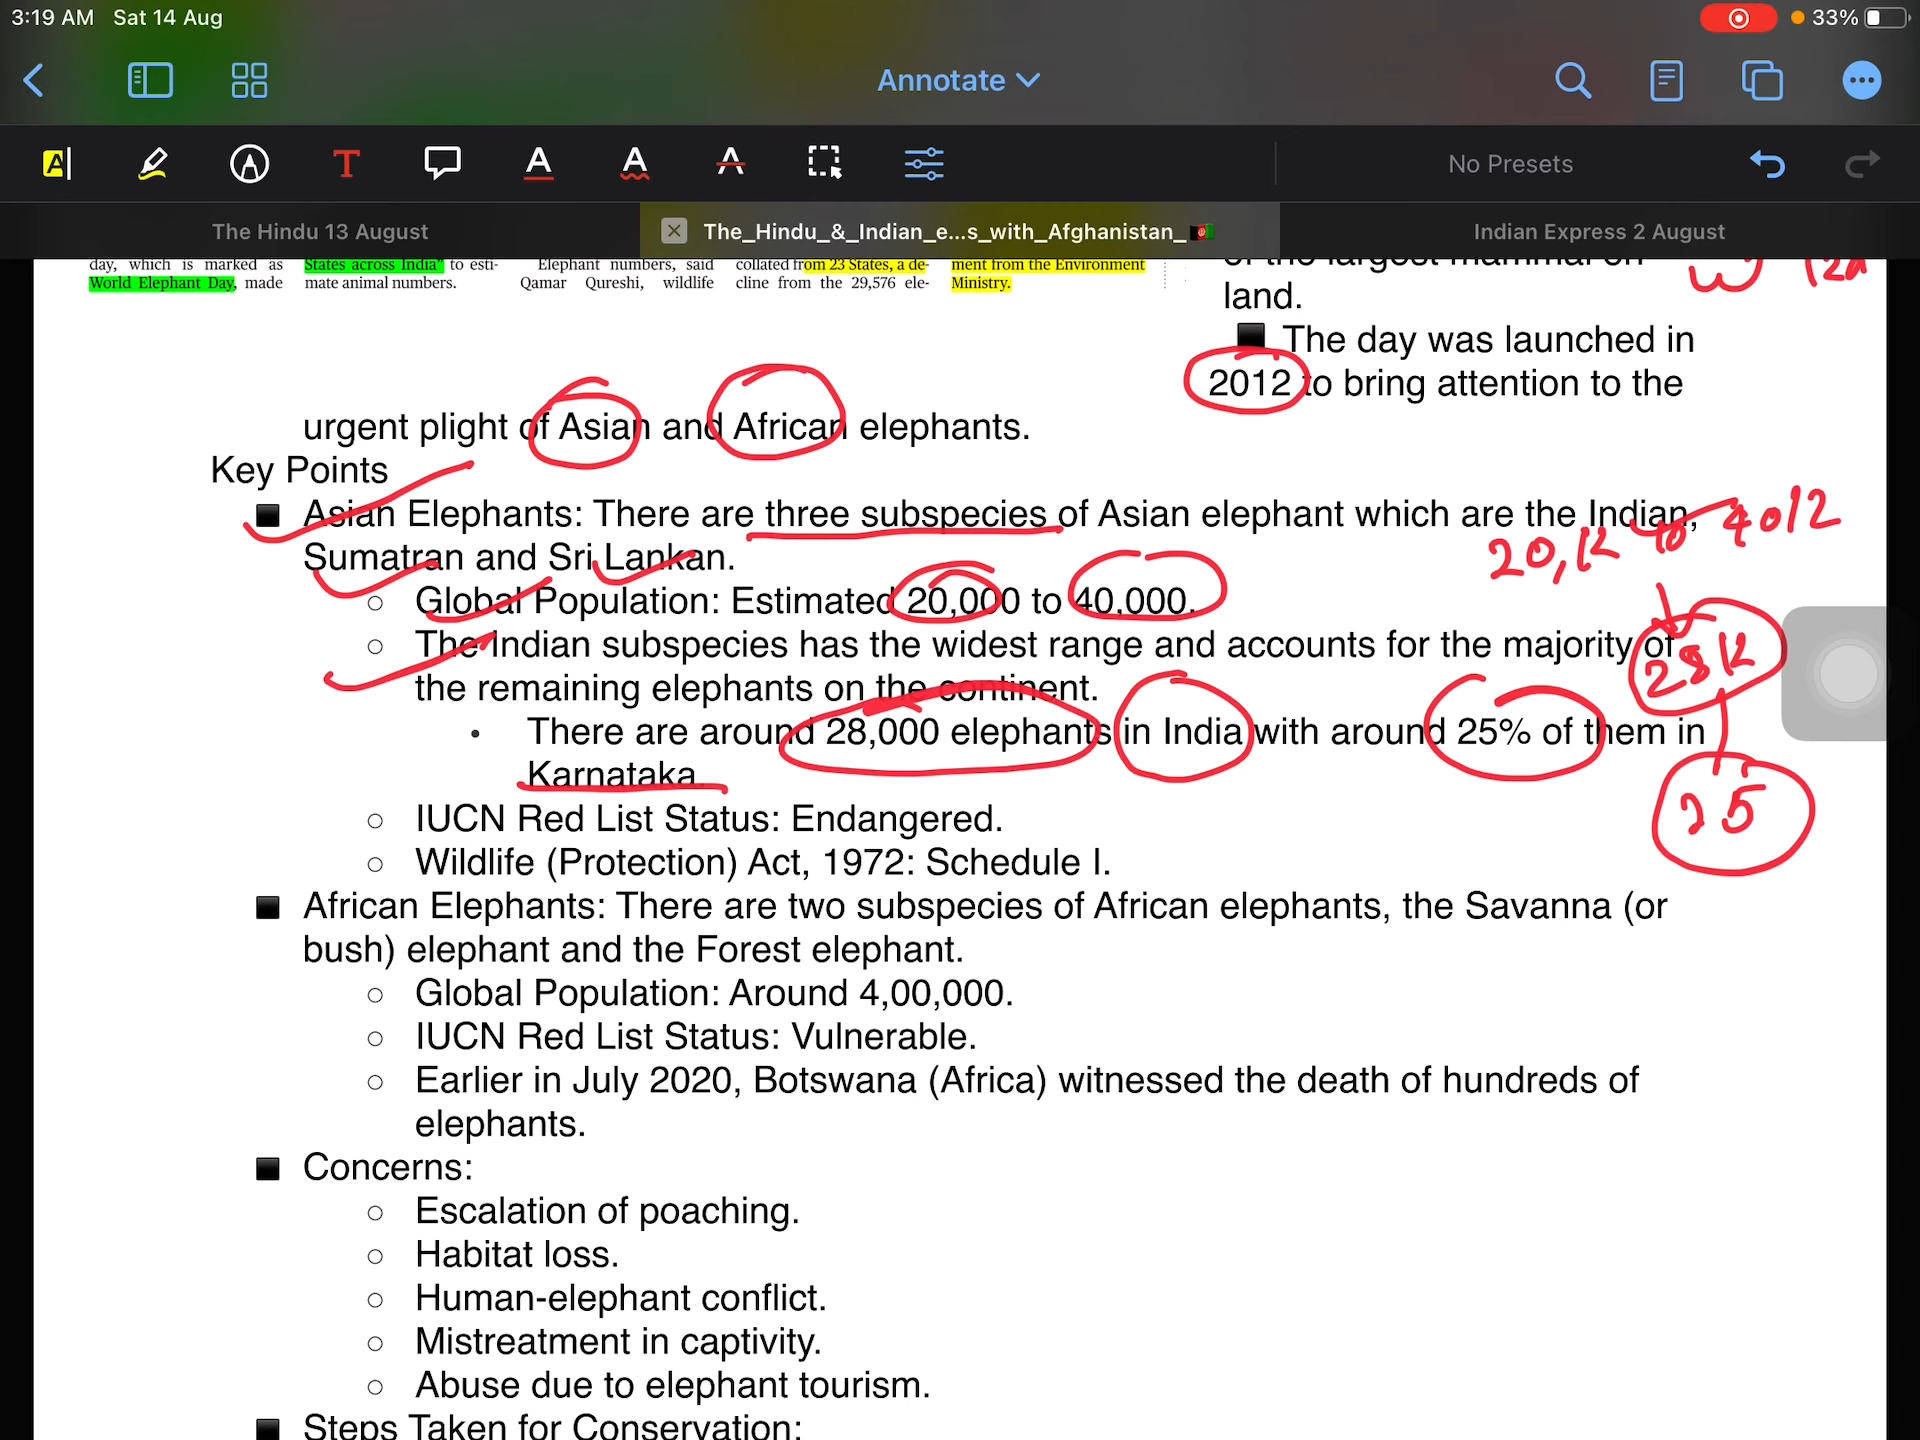 3:19 AM Sat 14 Aug
33%
Annotate
No Presets
The Hindu 13 August
The_Hindu_&_Indian_e...s_with_Afghanistan_
Indian Express 2 August
day, which is marked as
World Elephant Day, made
States across India" to esti-
mate animal numbers.
Elephant numbers, said
Qamar Qureshi, wildlife
collated from 23 States, a de-
cline from the 29,576 ele-
ment from the Environment
Ministry.
of the largest mammal on
land.
The day was launched in
2012 to bring attention to the
urgent plight of Asian and African elephants.
Key Points
Asian Elephants: There are three subspecies of Asian elephant which are the Indian,
Sumatran and Sri Lankan.
20,K to 40K
Global Population: Estimated 20,000 to 40,000.
The Indian subspecies has the widest range and accounts for the majority of
the remaining elephants on the continent.
28K
There are around 28,000 elephants in India with around 25% of them in
Karnataka.
25
IUCN Red List Status: Endangered.
Wildlife (Protection) Act, 1972: Schedule I.
African Elephants: There are two subspecies of African elephants, the Savanna (or
bush) elephant and the Forest elephant.
Global Population: Around 4,00,000.
IUCN Red List Status: Vulnerable.
Earlier in July 2020, Botswana (Africa) witnessed the death of hundreds of
elephants.
Concerns:
Escalation of poaching.
Habitat loss.
Human-elephant conflict.
Mistreatment in captivity.
Abuse due to elephant tourism.
Steps Taken for Conservation: